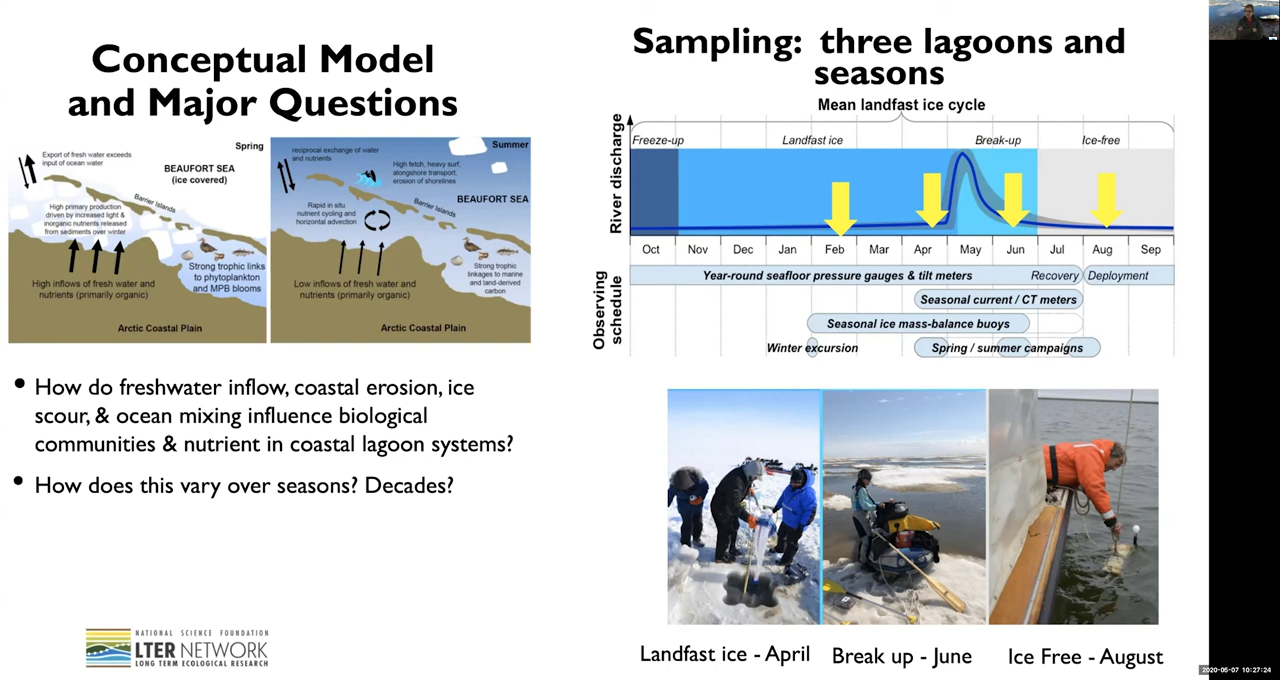 Conceptual Model
and Major Questions
Spring
Export of fresh water exceeds
input of ocean water
BEAUFORT SEA
(ice covered)
Barrier Islands
High primary production
driven by increased light &
inorganic nutrients released
from sediments over winter
Strong trophic links
to phytoplankton
and MPB blooms
High inflows of fresh water and
nutrients (primarily organic)
Arctic Coastal Plain
Summer
reciprocal exchange of water
and nutrients
High fetch, heavy surf,
alongshore transport,
erosion of shorelines
BEAUFORT SEA
Barrier Islands
Rapid in situ
nutrient cycling and
horizontal advection
Strong trophic
linkages to marine
and land-derived
carbon
Low inflows of fresh water and
nutrients (primarily organic)
Arctic Coastal Plain
• How do freshwater inflow, coastal erosion, ice
scour, & ocean mixing influence biological
communities & nutrient in coastal lagoon systems?
• How does this vary over seasons? Decades?
NATIONAL SCIENCE FOUNDATION
LTER NETWORK
LONG TERM ECOLOGICAL RESEARCH
Sampling: three lagoons and
seasons
Mean landfast ice cycle
River discharge
Freeze-up Landfast ice Break-up Ice-free
Oct Nov Dec Jan Feb Mar Apr May Jun Jul Aug Sep
Observing
schedule
Year-round seafloor pressure gauges & tilt meters Recovery Deployment
Seasonal current / CT meters
Seasonal ice mass-balance buoys
Winter excursion Spring / summer campaigns
Landfast ice - April Break up - June Ice Free - August
2020-05-07 10:27:24